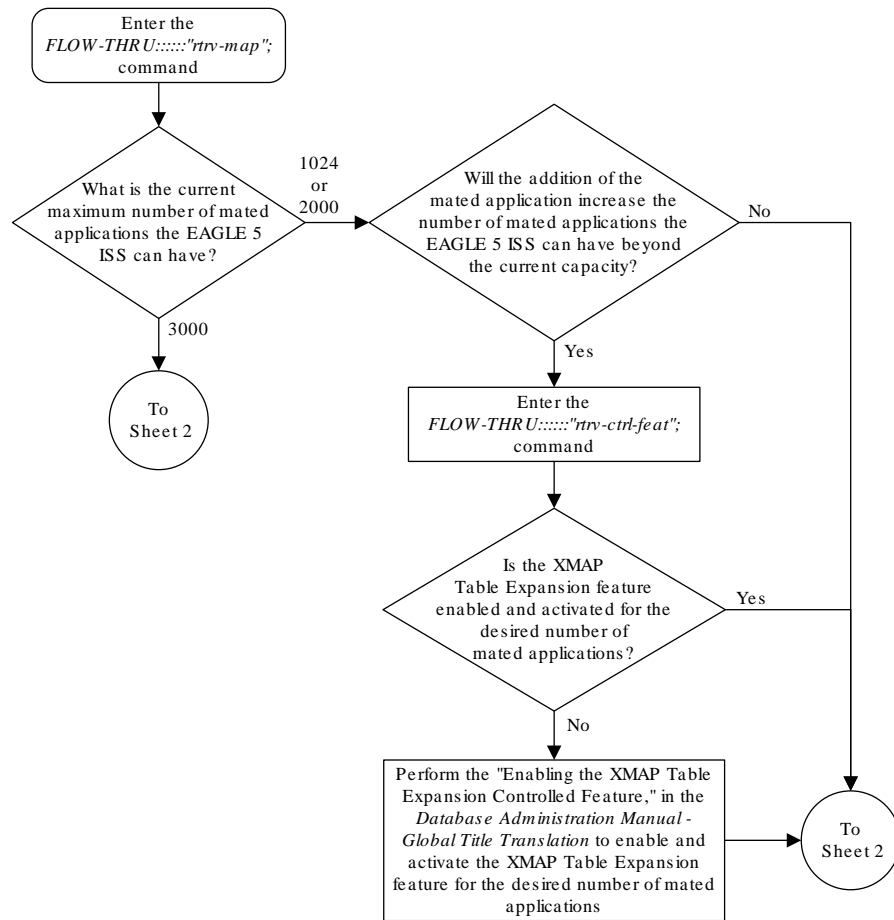 Enter the
FLOW-THRU::::::"rtrv-map";
command
What is the current
maximum number of mated
applications the EAGLE 5
ISS can have?
1024
or
2000
Will the addition of the
mated application increase the
number of mated applications the
EAGLE 5 ISS can have beyond
the current capacity?
No
3000
To
Sheet 2
Yes
Enter the
FLOW-THRU::::::"rtrv-ctrl-feat";
command
Is the XMAP
Table Expansion feature
enabled and activated for the
desired number of
mated applications?
Yes
No
Perform the "Enabling the XMAP Table
Expansion Controlled Feature," in the
Database Administration Manual -
Global Title Translation to enable and
activate the XMAP Table Expansion
feature for the desired number of mated
applications
To
Sheet 2